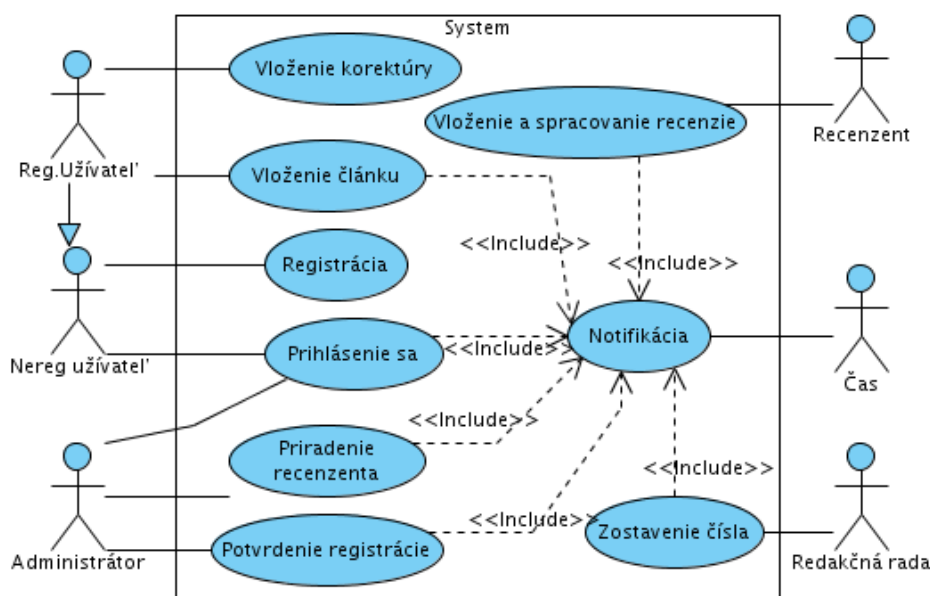 System
Vloženie korektúry
Vloženie a spracovanie recenzie
Recenzent
Reg.Užívateľ
Vloženie článku
<<Include>>
<<Include>>
Registrácia
Notifikácia
Nereg užívateľ
Prihlásenie sa
<<Include>>
Čas
<<Include>>
Priradenie
recenzenta
<<Include>>
<<Include>>
Zostavenie čísla
Potvrdenie registrácie
Administrátor
Redakčná rada